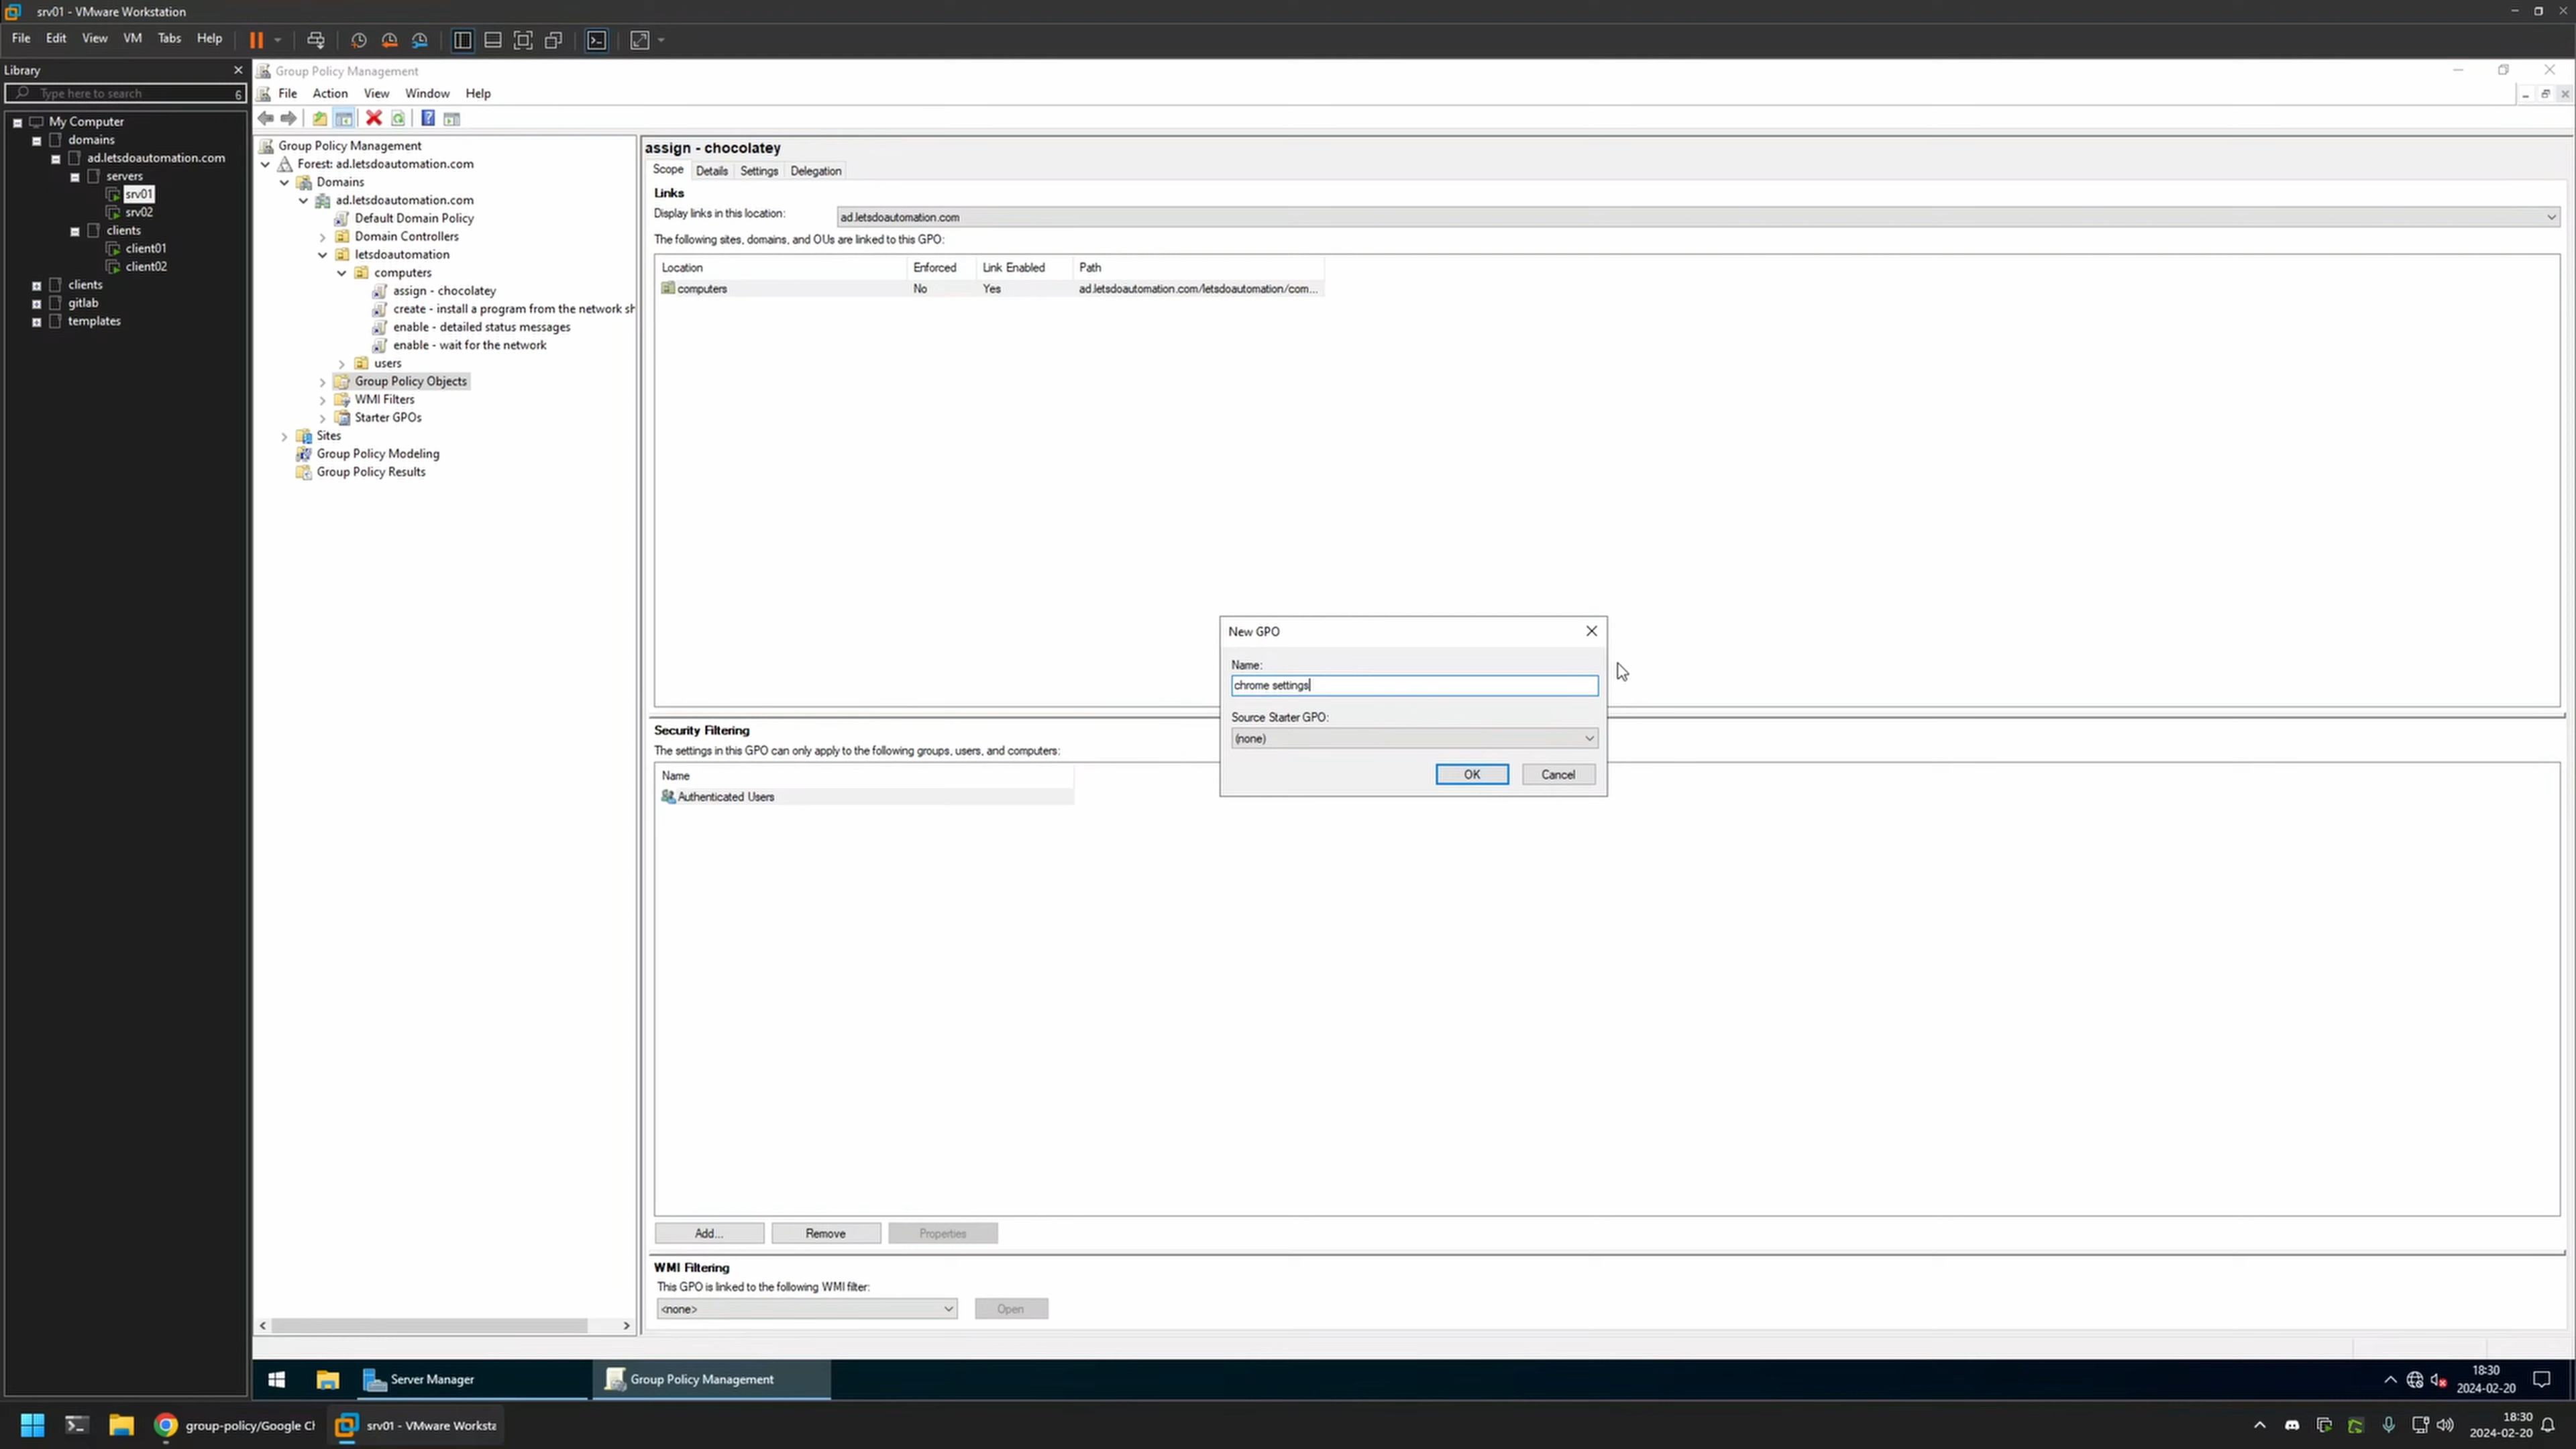 srv01 - VMware Workstation
File Edit View VM Tabs Help
Library
Type here to search
My Computer
domains
ad.letsdoautomation.com
servers
srv01
srv02
clients
client01
client02
clients
gitlab
templates
Group Policy Management
File Action View Window Help
Group Policy Management
Forest: ad.letsdoautomation.com
Domains
ad.letsdoautomation.com
Default Domain Policy
Domain Controllers
letsdoautomation
computers
assign - chocolatey
create - install a program from the network sh
enable - detailed status messages
enable - wait for the network
users
Group Policy Objects
WMI Filters
Starter GPOs
Sites
Group Policy Modeling
Group Policy Results
assign - chocolatey
Scope Details Settings Delegation
Links
Display links in this location: ad.letsdoautomation.com
The following sites, domains, and OUs are linked to this GPO:
Location Enforced Link Enabled Path
computers No Yes ad.letsdoautomation.com/letsdoautomation/com...
New GPO
Name:
chrome settings
Source Starter GPO:
(none)
OK Cancel
Security Filtering
The settings in this GPO can only apply to the following groups, users, and computers:
Name
Authenticated Users
Add... Remove Properties
WMI Filtering
This GPO is linked to the following WMI filter:
<none> Open
Server Manager Group Policy Management
18:30
2024-02-20
group-policy/Google Cl srv01 - VMware Worksta
18:30
2024-02-20